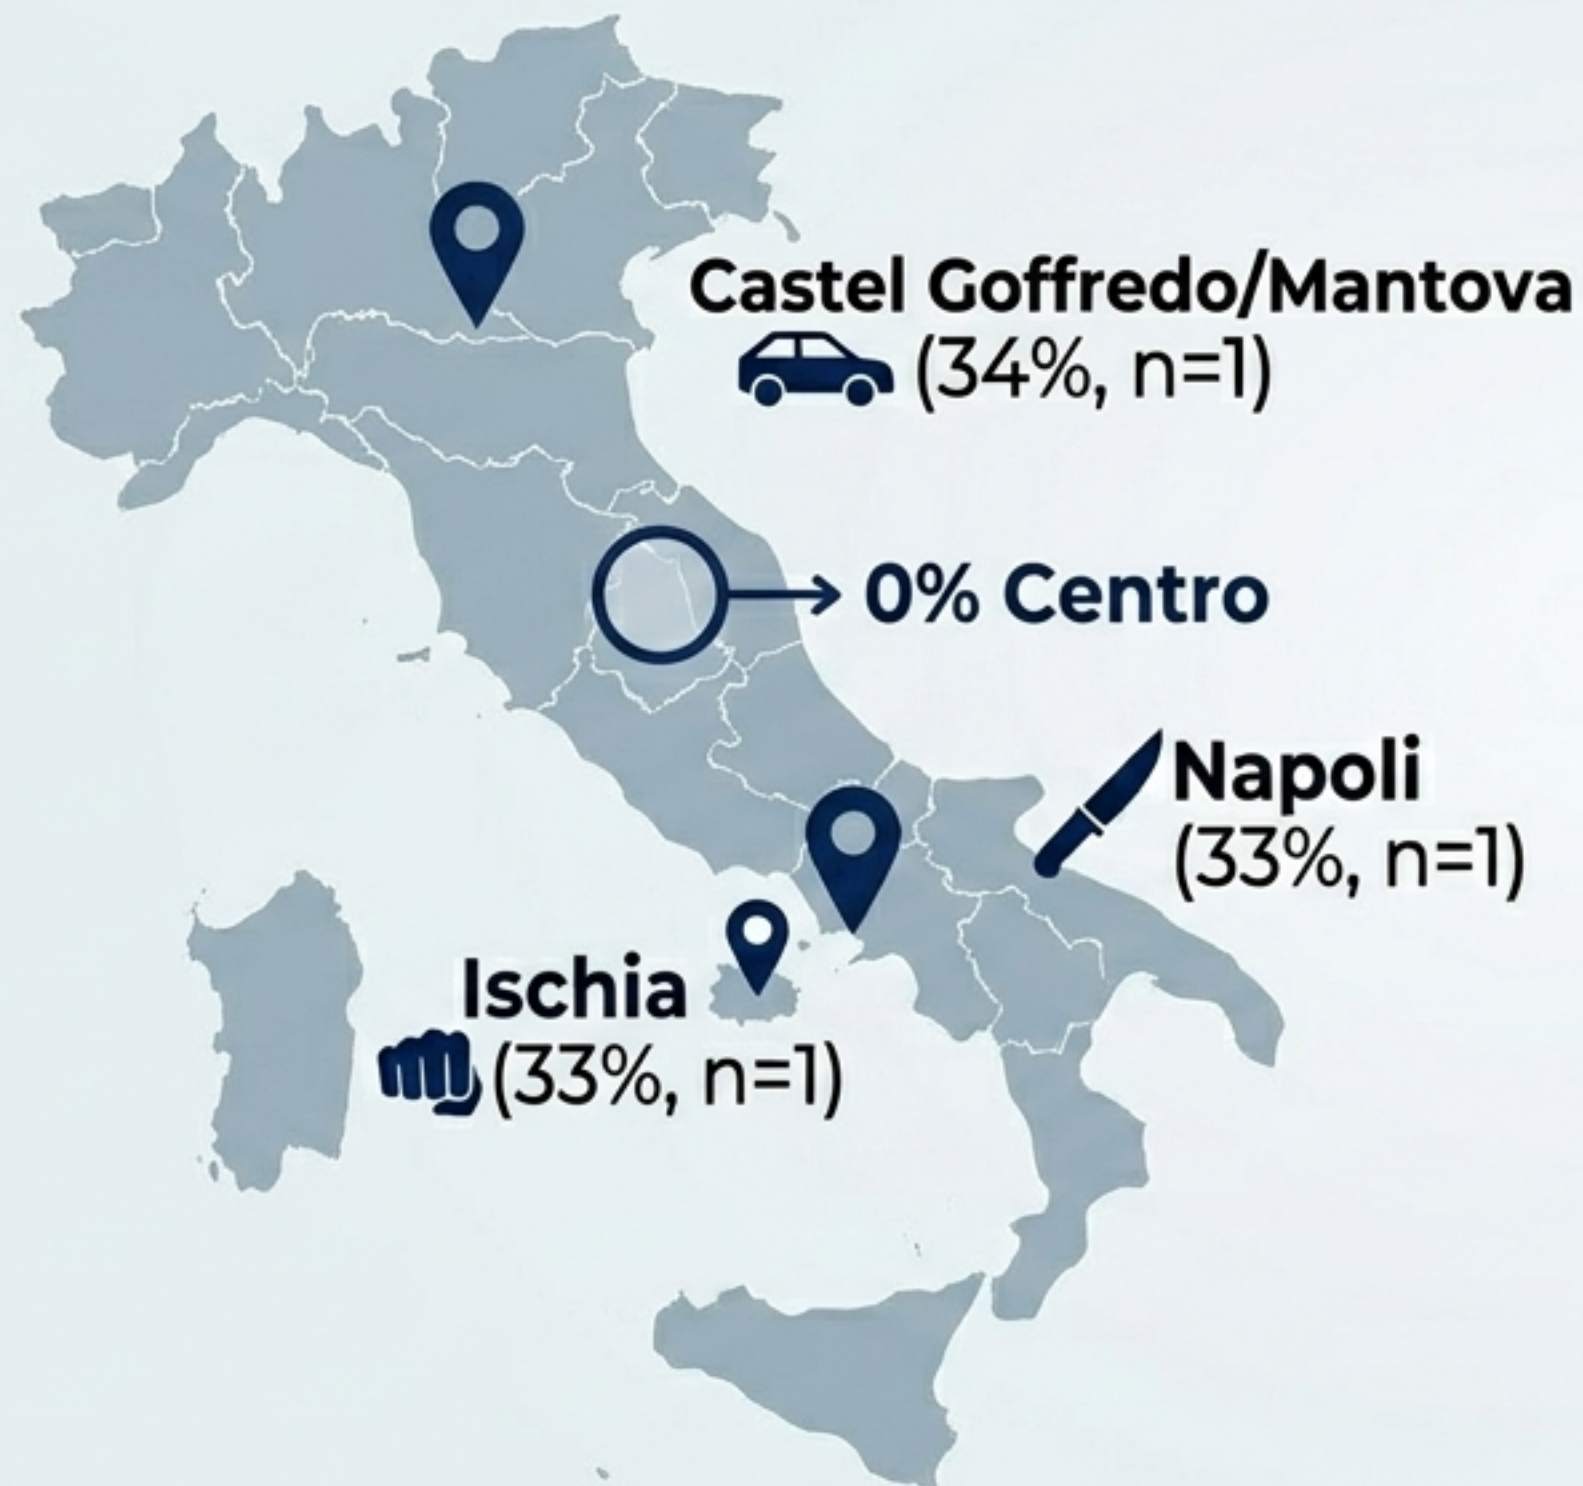 Castel Goffredo/Mantova
(34%, n=1)
0% Centro
Napoli
(33%, n=1)
Ischia
(33%, n=1)